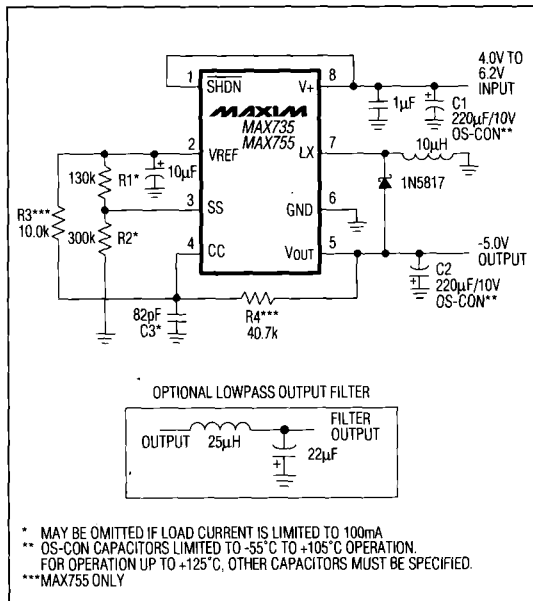 4.0V TO
6.2V
INPUT
1 SHDN
V+ 8
1µF
C1
220µF/10V
OS-CON**
MAXIM
MAX735
MAX755
2 VREF
130k
R1*
10µF
LX 7
10µH
1N5817
R3***
10.0k
3 SS
300k
R2*
GND 6
4 CC
VOUT 5
-5.0V
OUTPUT
C2
220µF/10V
OS-CON**
82pF
C3*
R4***
40.7k
OPTIONAL LOWPASS OUTPUT FILTER
OUTPUT
25µH
FILTER
OUTPUT
22µF
* MAY BE OMITTED IF LOAD CURRENT IS LIMITED TO 100mA
** OS-CON CAPACITORS LIMITED TO -55°C TO +105°C OPERATION.
FOR OPERATION UP TO +125°C, OTHER CAPACITORS MUST BE SPECIFIED.
***MAX755 ONLY